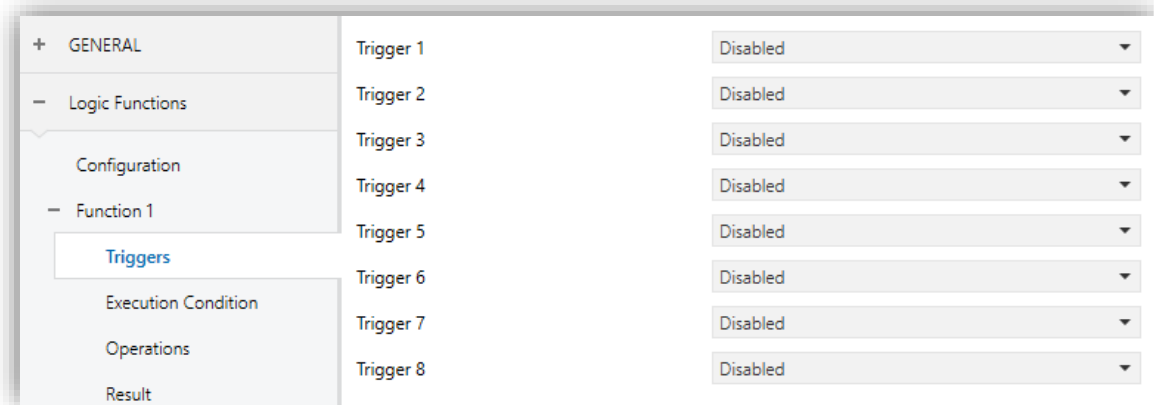 + GENERAL
− Logic Functions
Configuration
− Function 1
Triggers
Execution Condition
Operations
Result
Trigger 1 Disabled
Trigger 2 Disabled
Trigger 3 Disabled
Trigger 4 Disabled
Trigger 5 Disabled
Trigger 6 Disabled
Trigger 7 Disabled
Trigger 8 Disabled